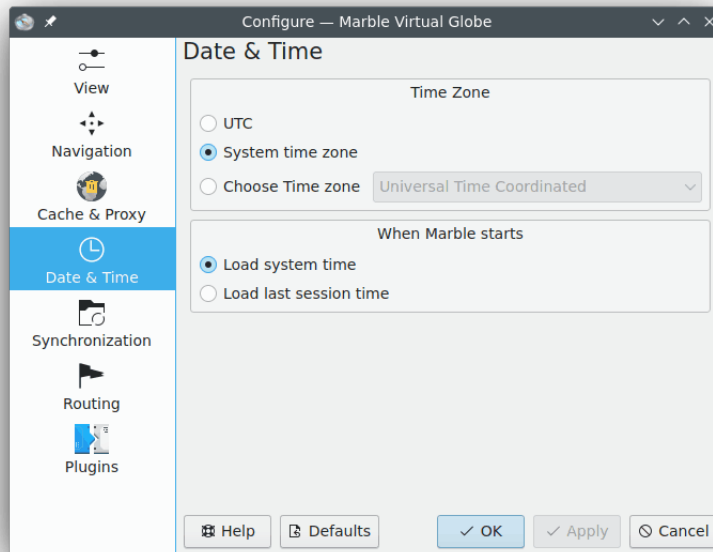 Configure — Marble Virtual Globe
View
Navigation
Cache & Proxy
Date & Time
Synchronization
Routing
Plugins
Date & Time
Time Zone
UTC
System time zone
Choose Time zone Universal Time Coordinated
When Marble starts
Load system time
Load last session time
Help Defaults OK Apply Cancel